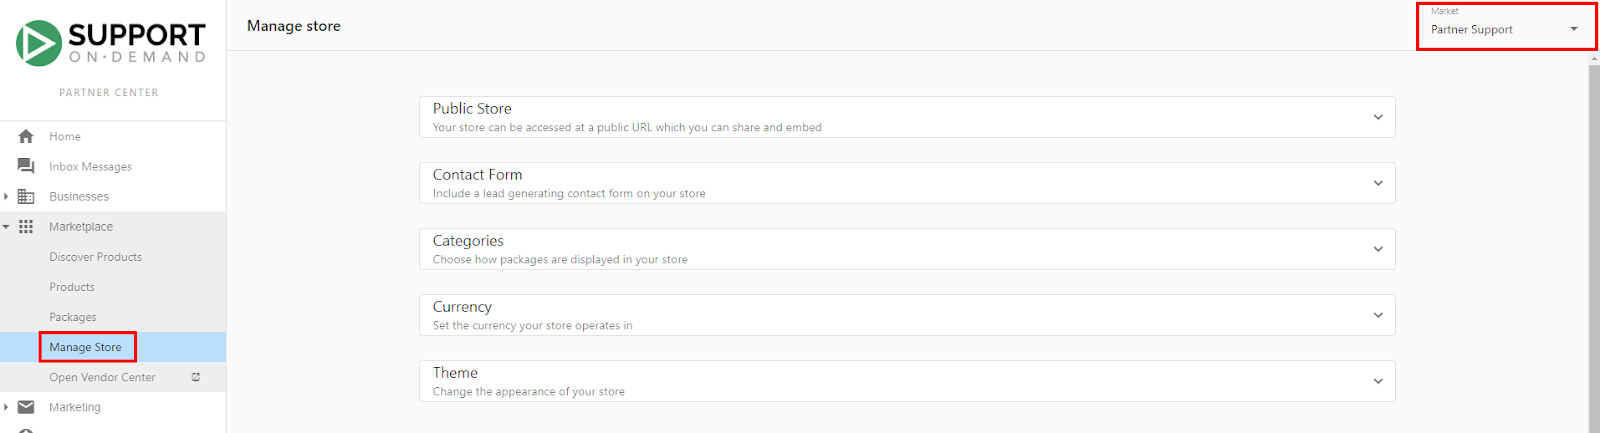 SUPPORT
ON·DEMAND
PARTNER CENTER
Home
Inbox Messages
Businesses
Marketplace
Discover Products
Products
Packages
Manage Store
Open Vendor Center
Marketing
Manage store
Market
Partner Support
Public Store
Your store can be accessed at a public URL which you can share and embed
Contact Form
Include a lead generating contact form on your store
Categories
Choose how packages are displayed in your store
Currency
Set the currency your store operates in
Theme
Change the appearance of your store